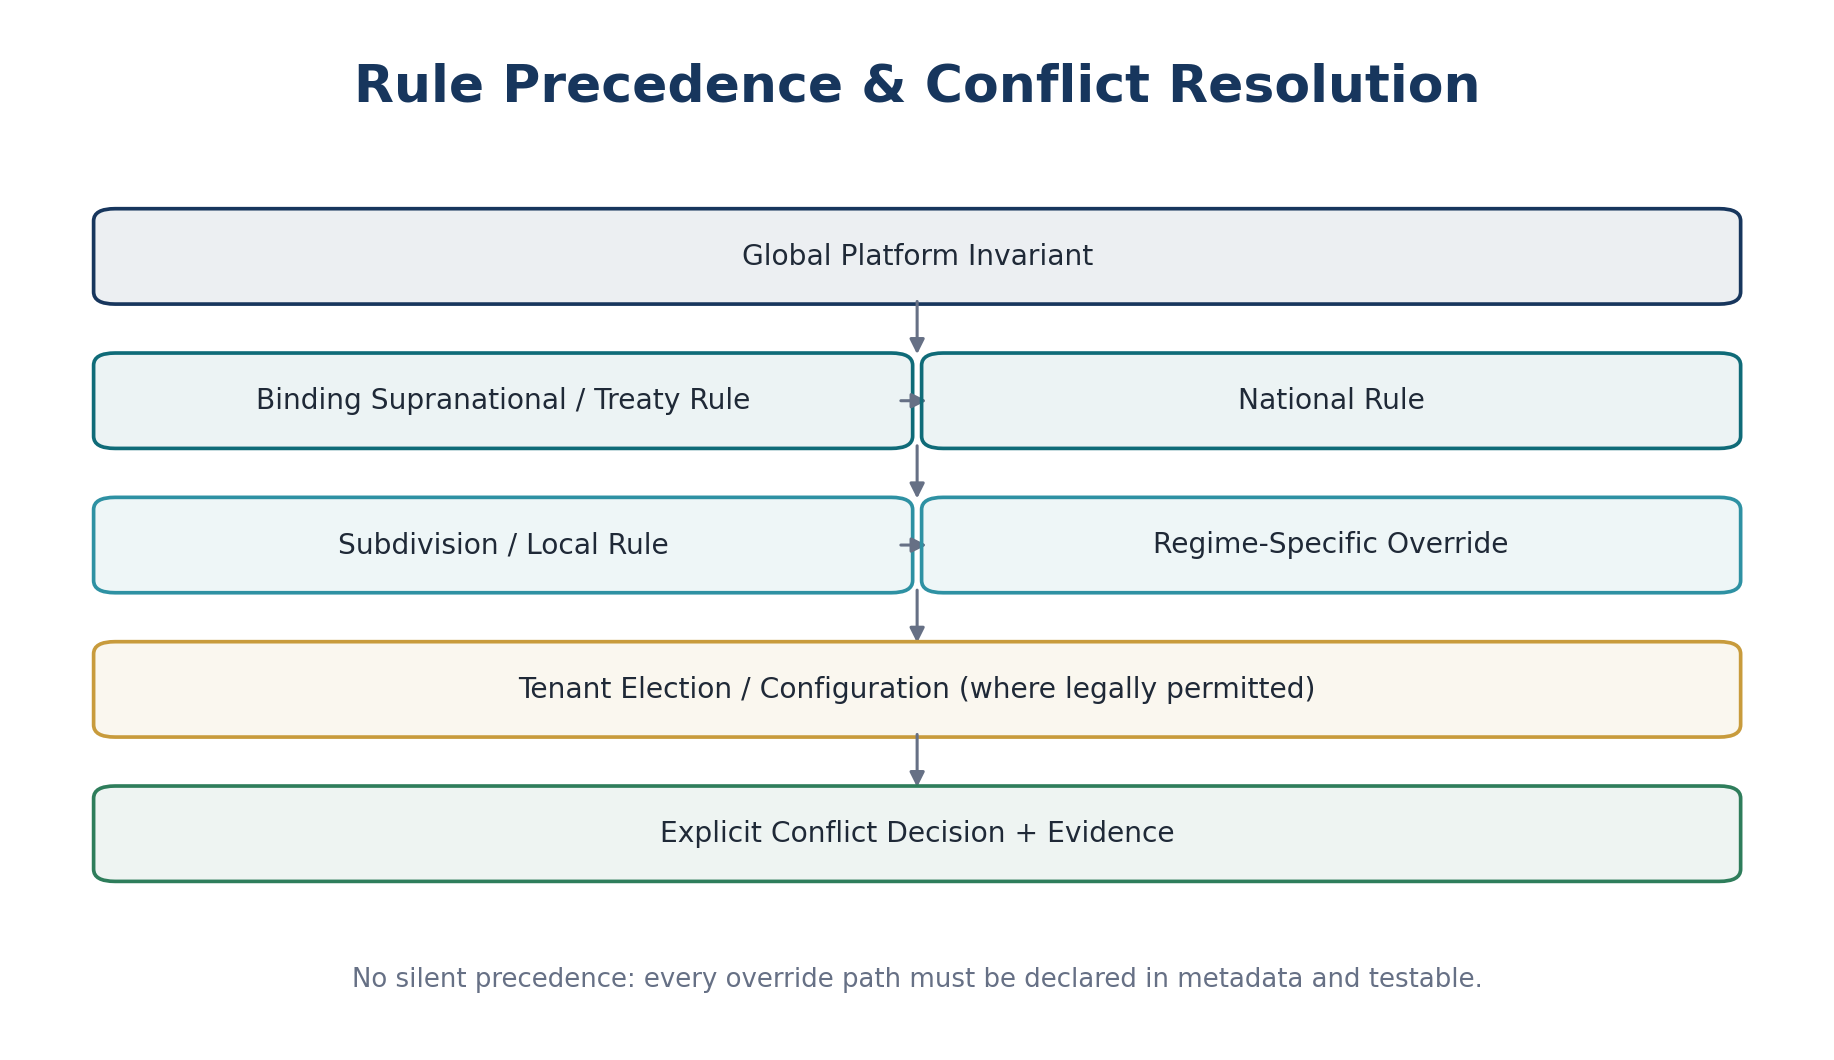 Rule Precedence & Conflict Resolution
Global Platform Invariant
Binding Supranational / Treaty Rule
National Rule
Subdivision / Local Rule
Regime-Specific Override
Tenant Election / Configuration (where legally permitted)
Explicit Conflict Decision + Evidence
No silent precedence: every override path must be declared in metadata and testable.